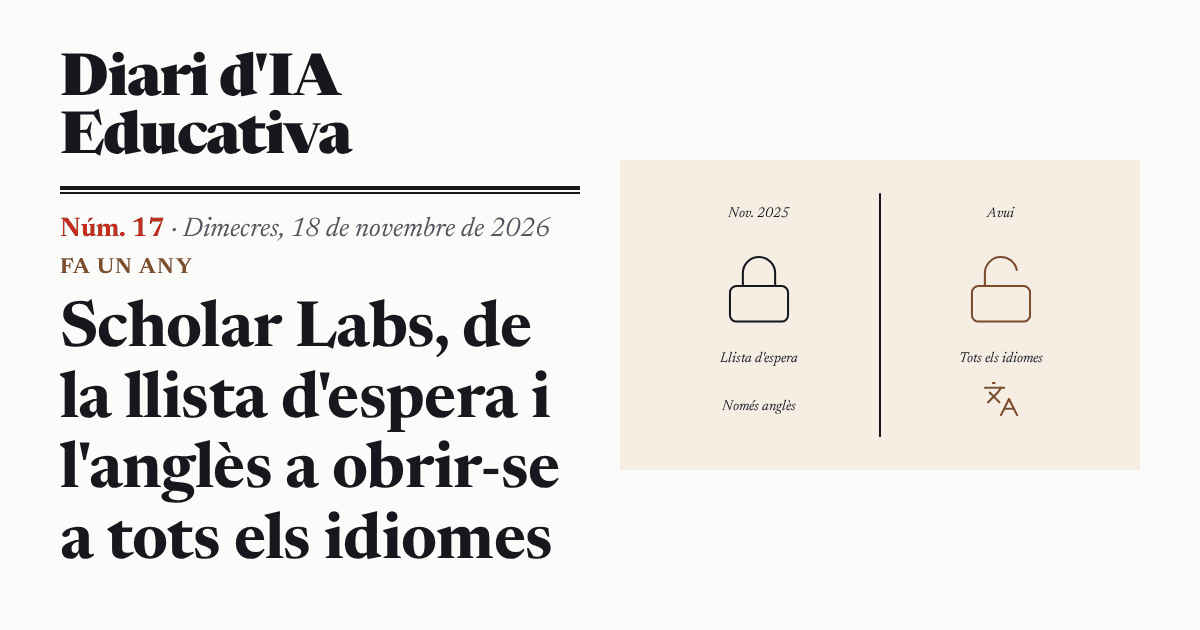 Diari d'IA
Educativa
Núm. 17 · Dimecres, 18 de novembre de 2026
FA UN ANY
Scholar Labs, de
la llista d'espera i
l'anglès a obrir-se
a tots els idiomes
Nov. 2025
Llista d'espera
Només anglès
Avui
Tots els idiomes